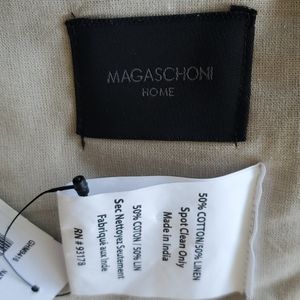 MAGASCHONI
HOME
50% COTTON/50% LINEN
Spot Clean Only
Made in India
50% COTON / 50% LIN
Sec Nettoyez Seulement
Fabriqué aux Inde
RN # 93178